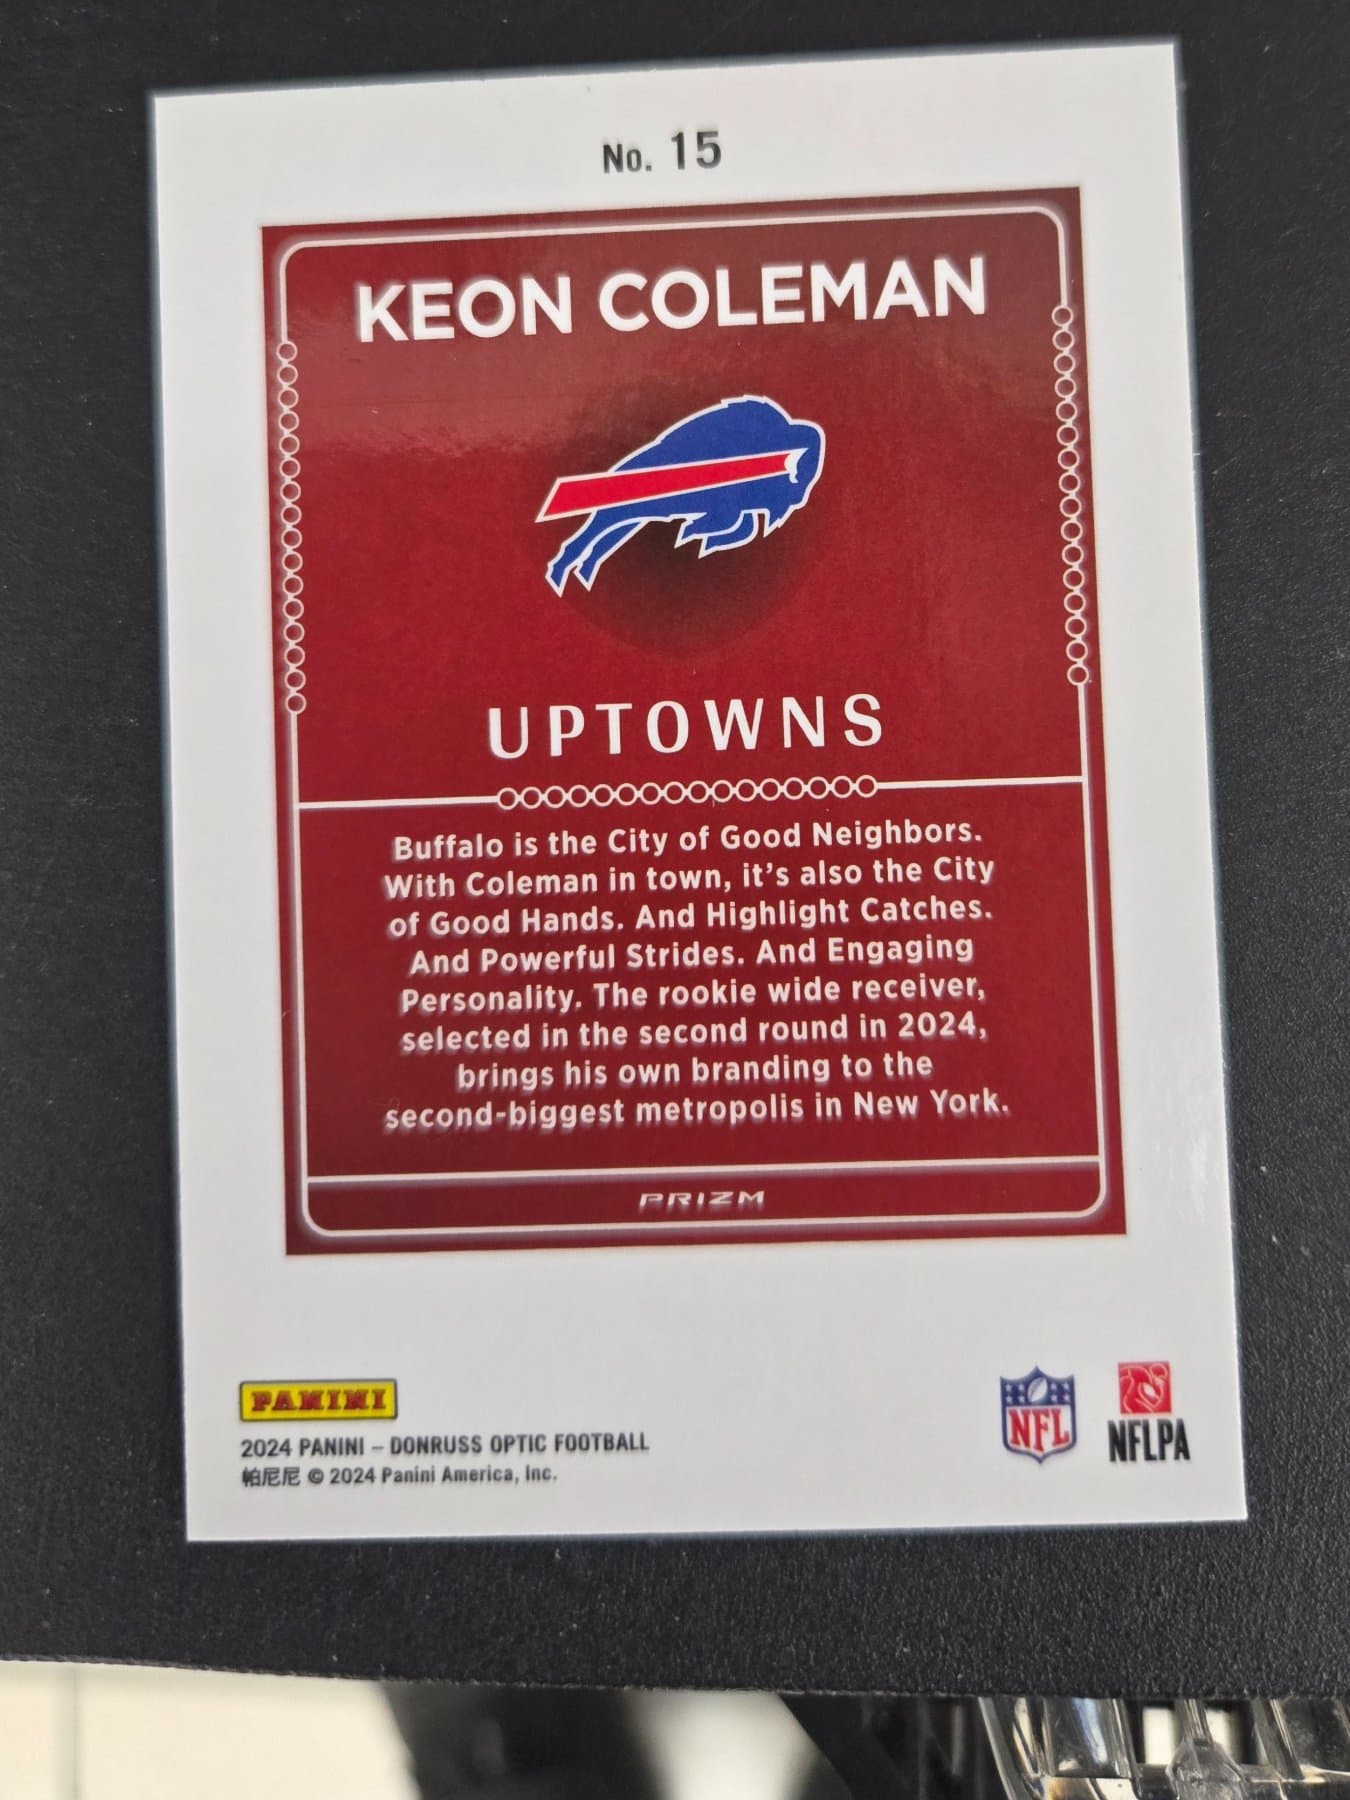 No. 15
KEON COLEMAN
UPTOWNS
Buffalo is the City of Good Neighbors.
With Coleman in town, it's also the City
of Good Hands. And Highlight Catches.
And Powerful Strides. And Engaging
Personality. The rookie wide receiver,
selected in the second round in 2024,
brings his own branding to the
second-biggest metropolis in New York.
PRIZM
PANINI
2024 PANINI – DONRUSS OPTIC FOOTBALL
帕尼尼 © 2024 Panini America, Inc.
NFL
NFLPA